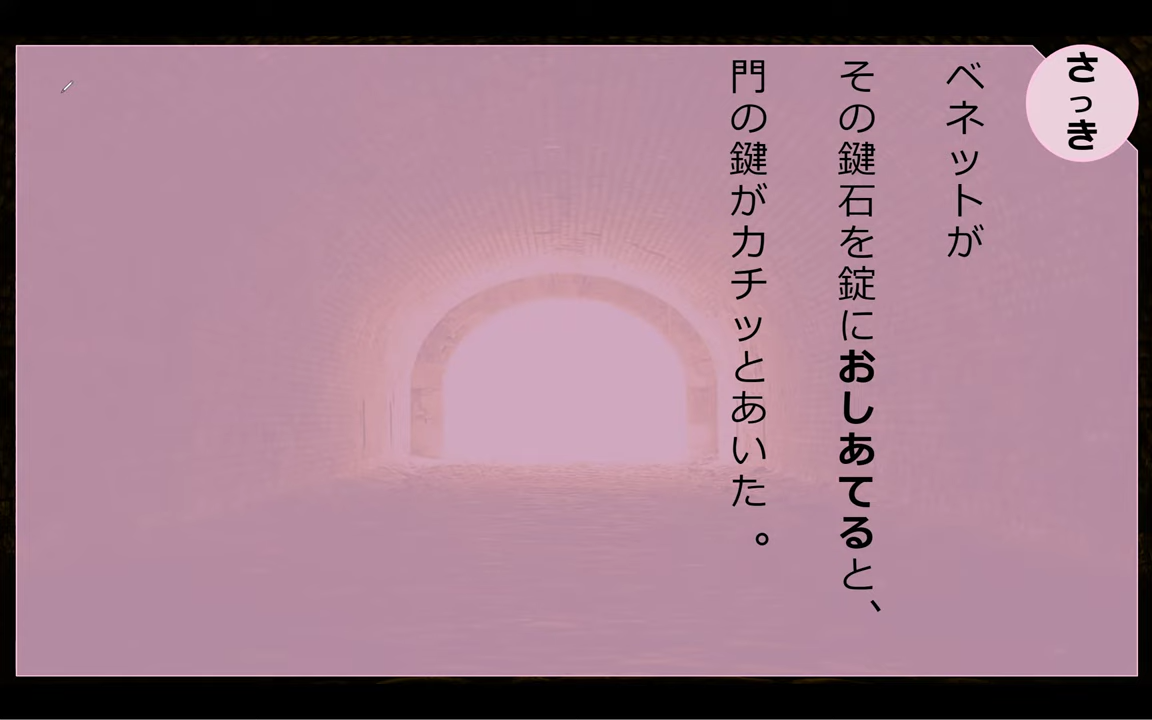 さっき
ベネットが
その鍵石を錠におしあてると、
門の鍵がカチッとあいた。